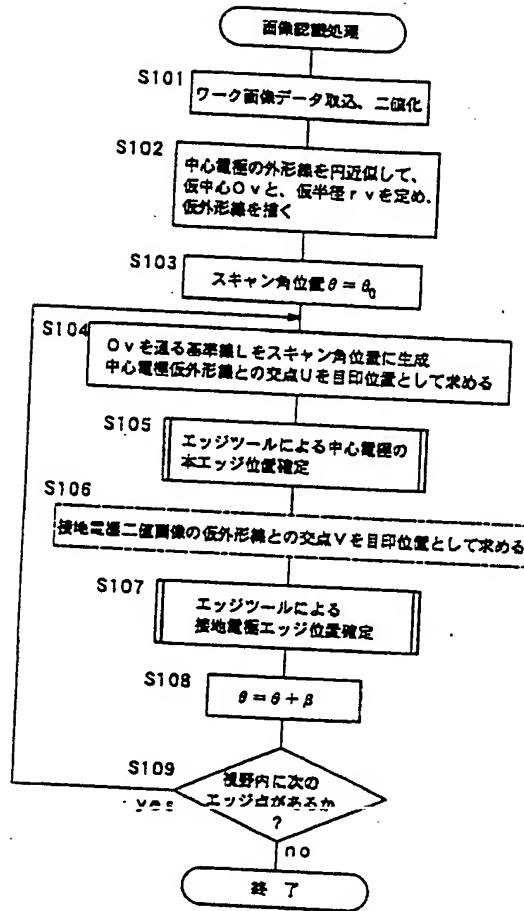 画像認識処理
S101
ワーク画像データ取込、二値化
S102
中心電極の外形線を円近似して、
仮中心Ovと、仮半径rvを定め、
仮外形線を描く
S103
スキャン角位置θ=θ₀
S104
Ovを通る基準線Lをスキャン角位置に生成
中心電極仮外形線との交点Uを目印位置として求める
S105
エッジツールによる中心電極の
本エッジ位置確定
S106
接地電極二値画像の仮外形線との交点Vを目印位置として求める
S107
エッジツールによる
接地電極エッジ位置確定
S108
θ=θ+β
S109
視野内に次の
エッジ点があるか
?
yes
no
終了